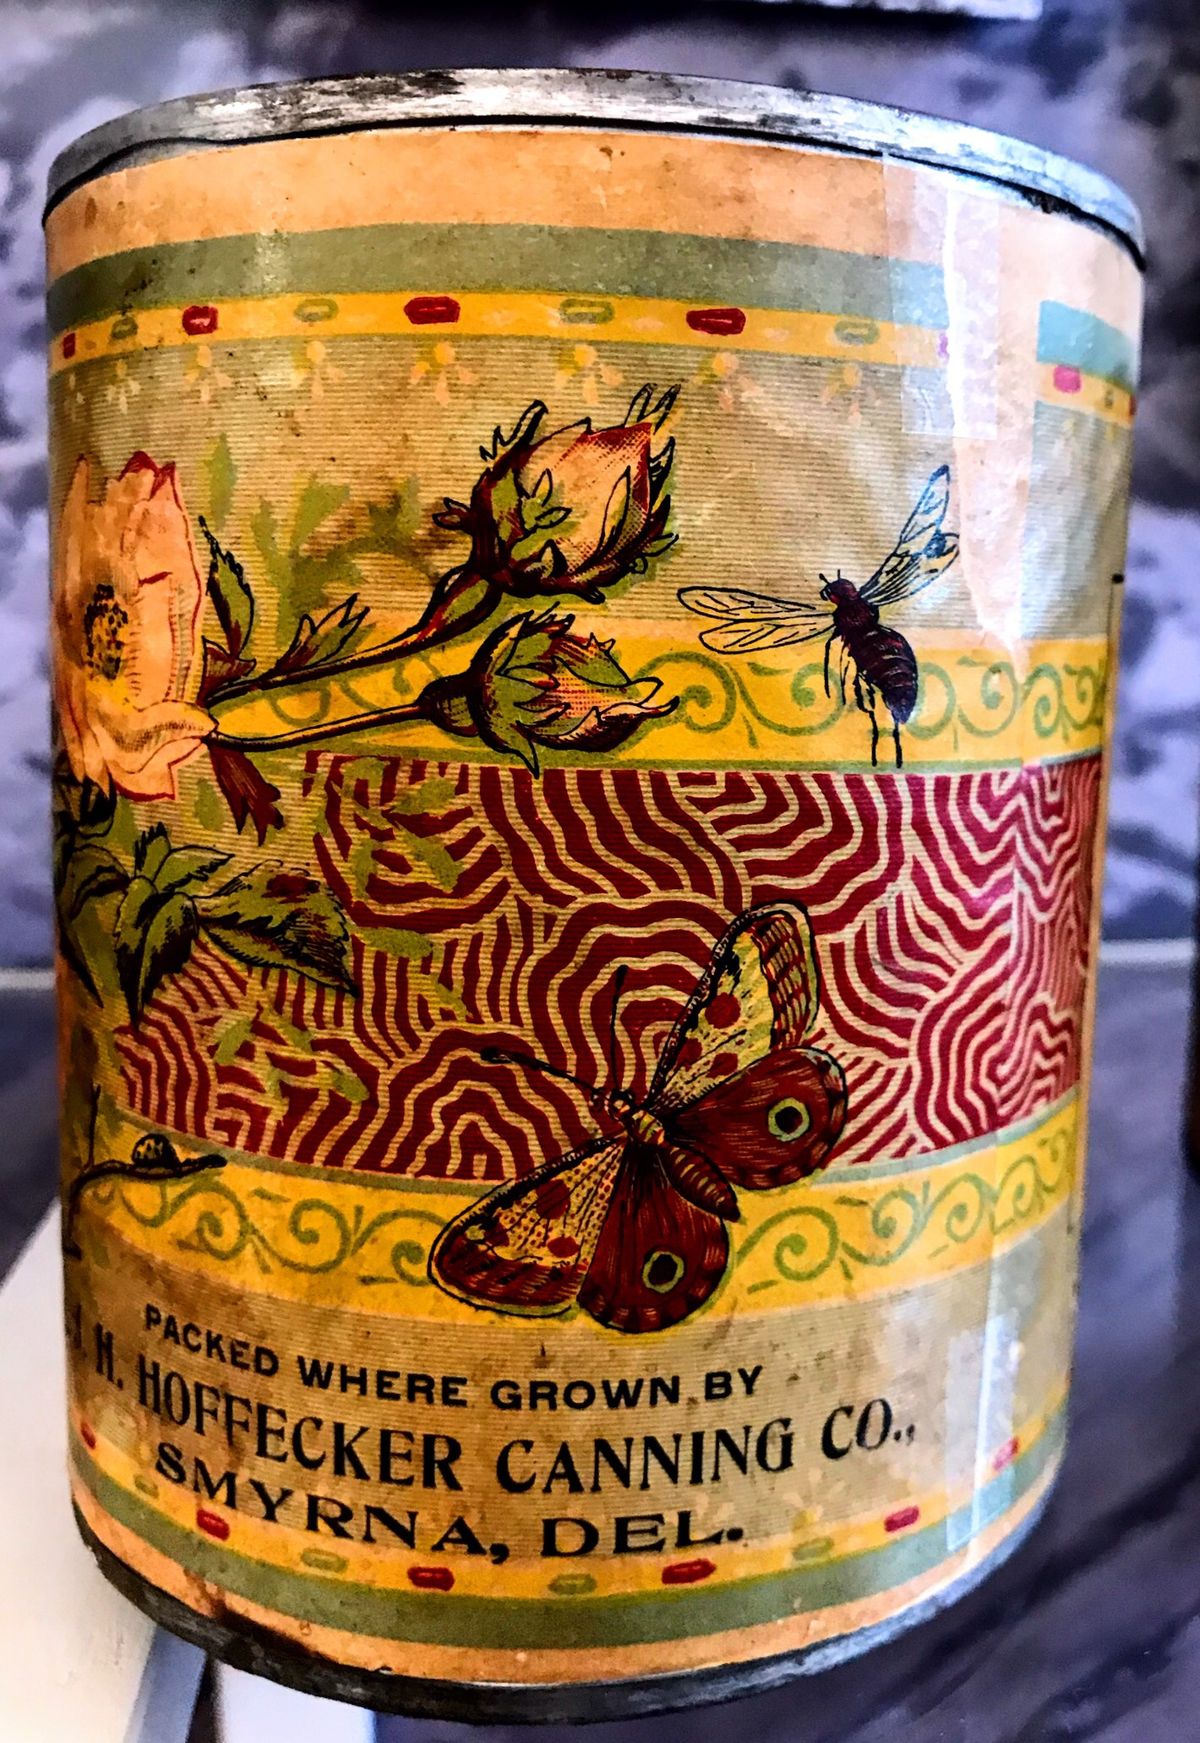 PACKED WHERE GROWN BY
H. HOFFECKER CANNING CO.,
SMYRNA, DEL.